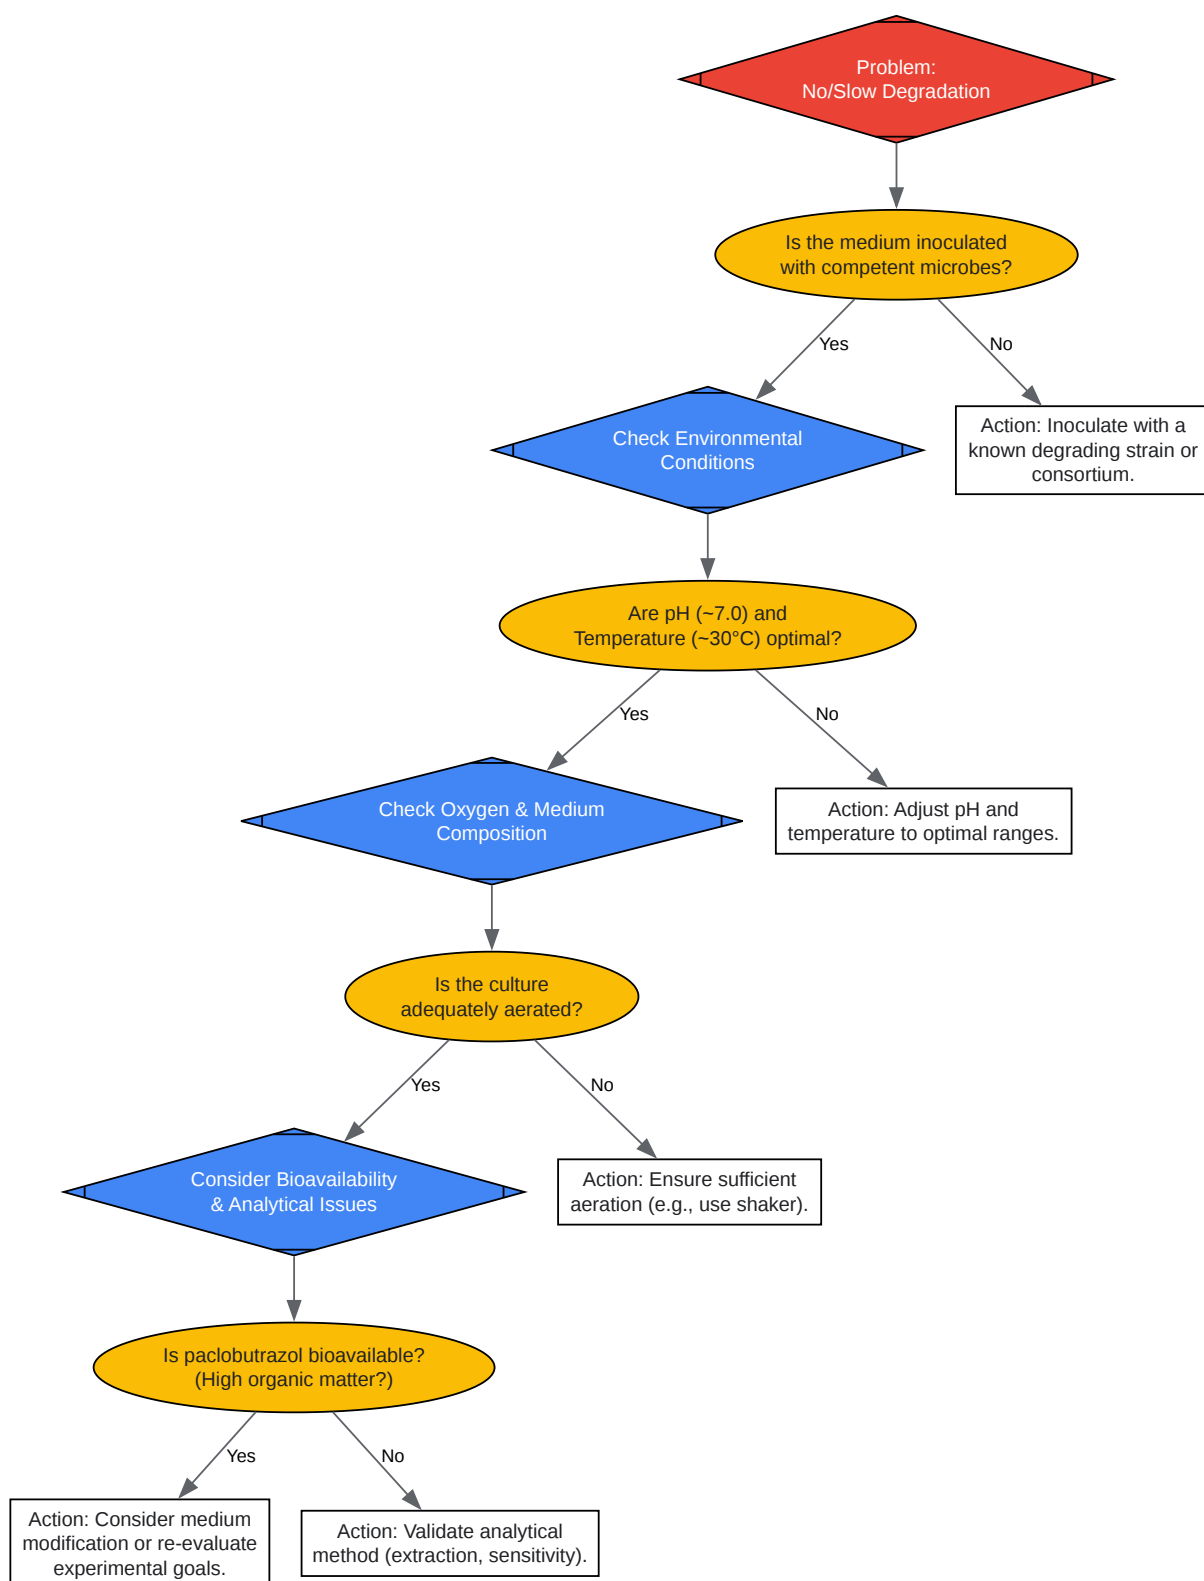 Problem:
No/Slow Degradation
Is the medium inoculated
with competent microbes?
Yes
No
Check Environmental
Conditions
Action: Inoculate with a
known degrading strain or
consortium.
Are pH (~7.0) and
Temperature (~30°C) optimal?
Yes
No
Check Oxygen & Medium
Composition
Action: Adjust pH and
temperature to optimal ranges.
Is the culture
adequately aerated?
Yes
No
Consider Bioavailability
& Analytical Issues
Action: Ensure sufficient
aeration (e.g., use shaker).
Is paclobutrazol bioavailable?
(High organic matter?)
Yes
No
Action: Consider medium
modification or re-evaluate
experimental goals.
Action: Validate analytical
method (extraction, sensitivity).